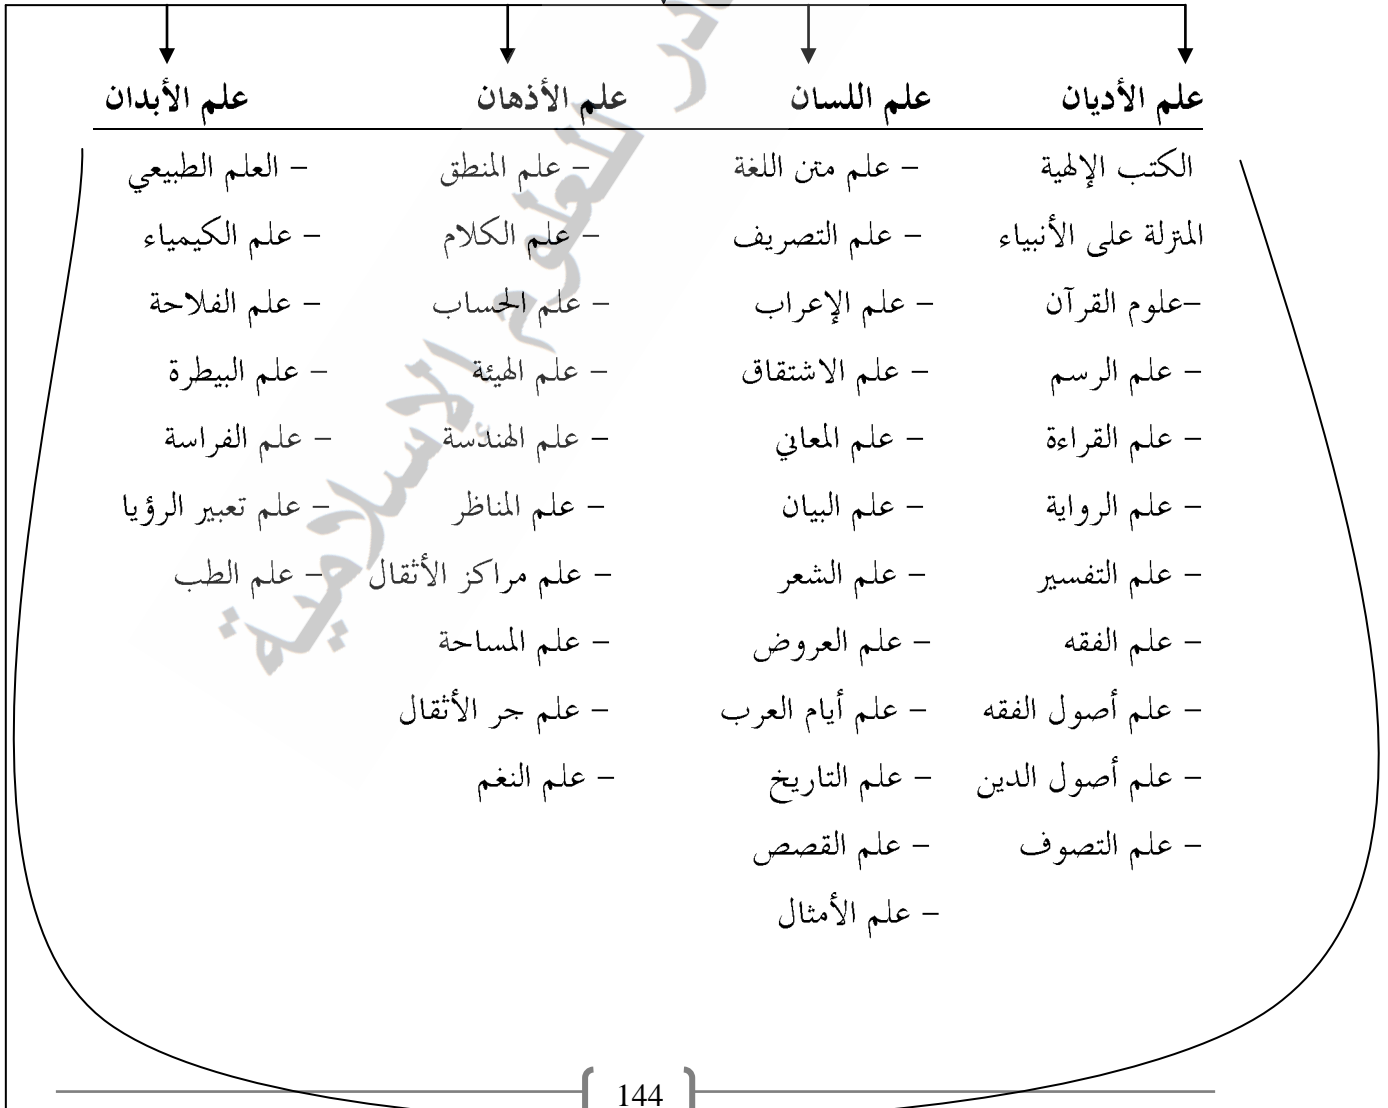 علم الأديان علم اللسان علم الأذهان علم الأبدان
الكتب الإلهية – علم متن اللغة – علم المنطق – العلم الطبيعي
المنزلة على الأنبياء – علم التصريف – علم الكلام – علم الكيمياء
–علوم القرآن – علم الإعراب – علم الحساب – علم الفلاحة
– علم الرسم – علم الاشتقاق – علم الهيئة – علم البيطرة
– علم القراءة – علم المعاني – علم الهندسة – علم الفراسة
– علم الرواية – علم البيان – علم المناظر – علم تعبير الرؤيا
– علم التفسير – علم الشعر – علم مراكز الأثقال – علم الطب
– علم الفقه – علم العروض – علم المساحة
– علم أصول الفقه – علم أيام العرب – علم جر الأثقال
– علم أصول الدين – علم التاريخ – علم النغم
– علم التصوف – علم القصص
– علم الأمثال
للعلوم الإسلامية
144